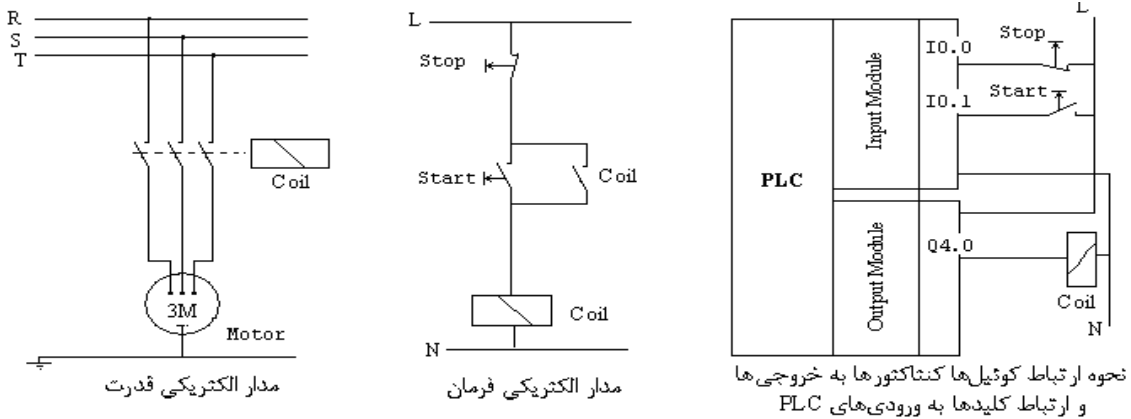 R
S
T
Coil
3M
Motor
مدار الکتریکی قدرت
L
Stop
Start
Coil
Coil
N
مدار الکتریکی فرمان
L
Stop
I0.0
Start
I0.1
Input Module
PLC
Output Module
Q4.0
Coil
N
نحوه ارتباط کوئیل‌ها کنتاکتورها به خروجی‌ها
و ارتباط کلیدها به ورودی‌های PLC